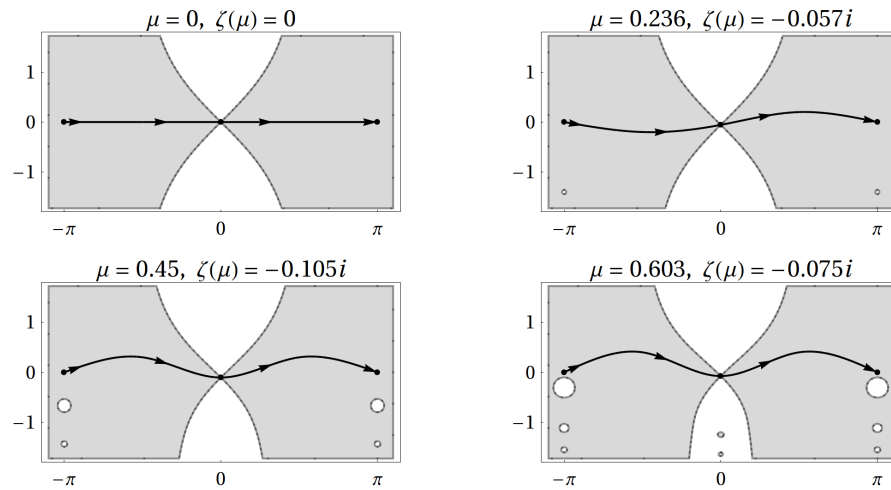 μ = 0, ζ(μ) = 0
1
0
−1
−π
0
π
μ = 0.236, ζ(μ) = −0.057i
1
0
−1
−π
0
π
μ = 0.45, ζ(μ) = −0.105i
1
0
−1
−π
0
π
μ = 0.603, ζ(μ) = −0.075i
1
0
−1
−π
0
π